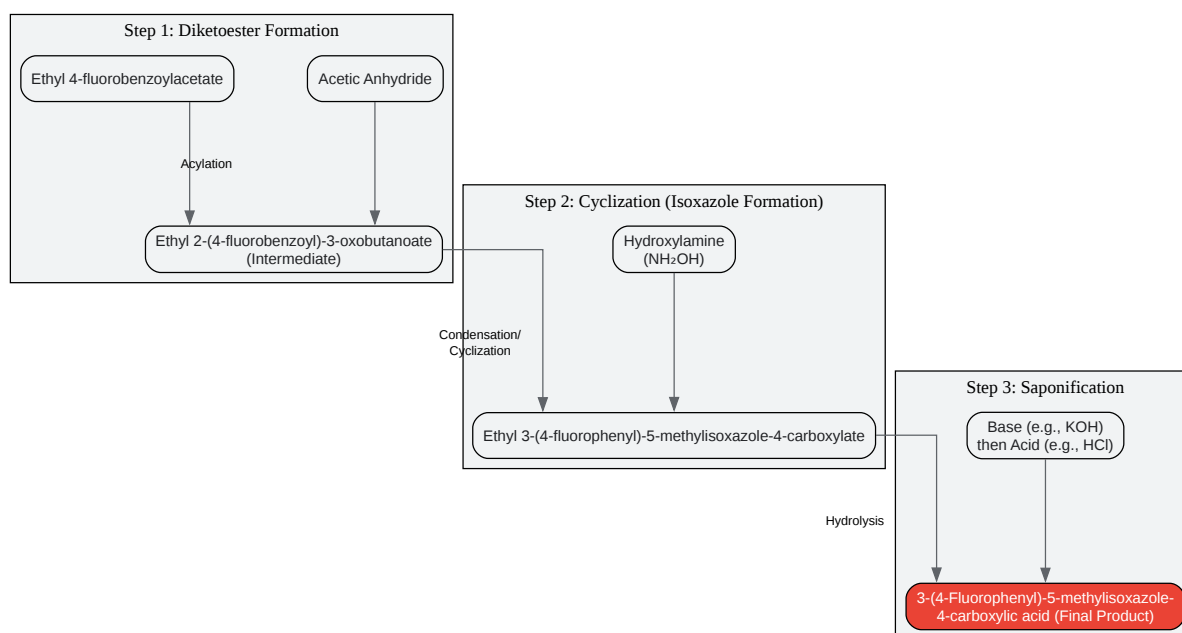 Step 1: Diketoester Formation
Ethyl 4-fluorobenzoylacetate
Acetic Anhydride
Acylation
Ethyl 2-(4-fluorobenzoyl)-3-oxobutanoate
(Intermediate)
Step 2: Cyclization (Isoxazole Formation)
Hydroxylamine
(NH₂OH)
Condensation/
Cyclization
Ethyl 3-(4-fluorophenyl)-5-methylisoxazole-4-carboxylate
Step 3: Saponification
Base (e.g., KOH)
then Acid (e.g., HCl)
Hydrolysis
3-(4-Fluorophenyl)-5-methylisoxazole-
4-carboxylic acid (Final Product)